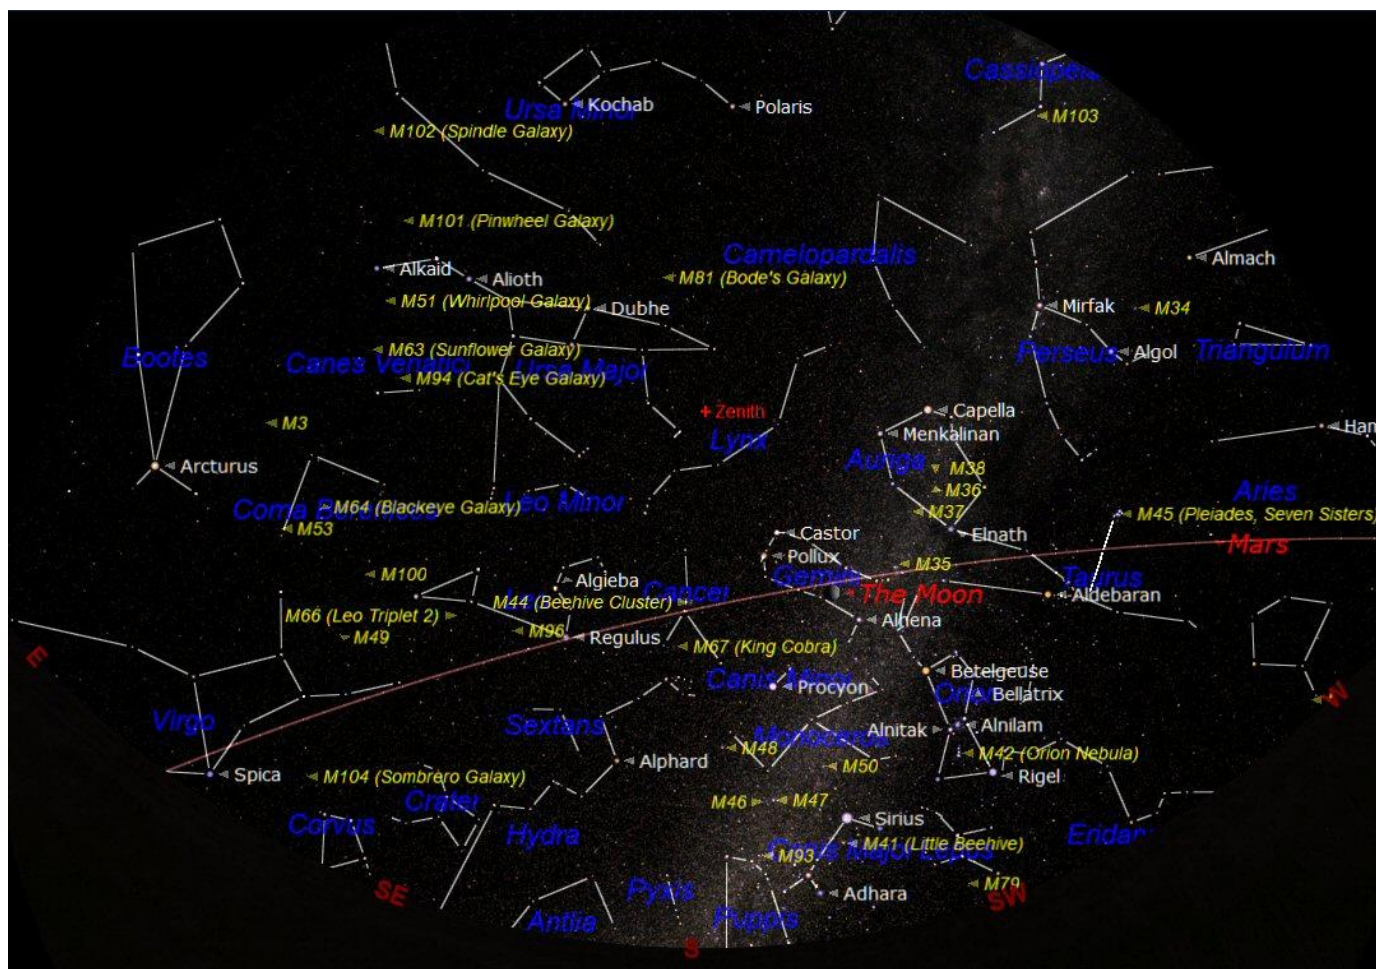 Cassiopeia
Ursa Minor
Kochab
Polaris
M103
M102 (Spindle Galaxy)
M101 (Pinwheel Galaxy)
Camelopardalis
Almach
Alkaid
Alioth
M81 (Bode's Galaxy)
M51 (Whirlpool Galaxy)
Dubhe
Mirfak
M34
Bootes
Canes Venatici
M63 (Sunflower Galaxy)
Ursa Major
Perseus
Algol
Triangulum
M94 (Cat's Eye Galaxy)
M3
Zenith
Lynx
Capella
Menkalinan
Ham
Arcturus
Auriga
M38
M36
Aries
Coma Berenices
M64 (Blackeye Galaxy)
Leo Minor
M37
M45 (Pleiades, Seven Sisters)
M53
Castor
Elnath
Mars
Pollux
M100
Algieba
Gemini
M35
Taurus
Leo
Cancer
M44 (Beehive Cluster)
The Moon
Aldebaran
M66 (Leo Triplet 2)
M49
M96
Regulus
M67 (King Cobra)
Alhena
E
Canis Minor
Procyon
Betelgeuse
Orion
Bellatrix
W
Virgo
Sextans
Monoceros
Alnitak
Alnilam
M48
M42 (Orion Nebula)
Spica
M104 (Sombrero Galaxy)
Alphard
M50
Rigel
Crater
M46
M47
Corvus
Hydra
Sirius
Eridan
M41 (Little Beehive)
M93
Canis Major
Lepus
SE
Pyxis
Adhara
M79
SW
Antlia
Puppis
S